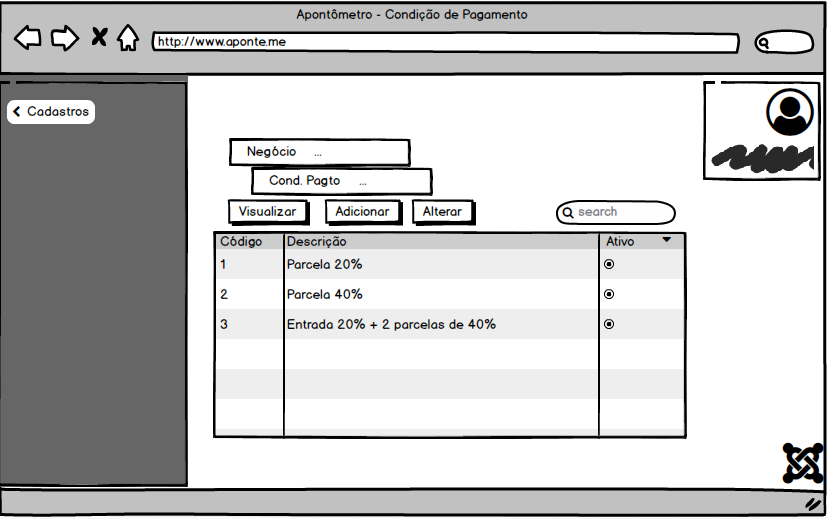 Apontômetro - Condição de Pagamento
http://www.aponte.me
Cadastros
Negócio ...
Cond. Pagto ...
Visualizar Adicionar Alterar search
Código Descrição Ativo
1 Parcela 20%
2 Parcela 40%
3 Entrada 20% + 2 parcelas de 40%